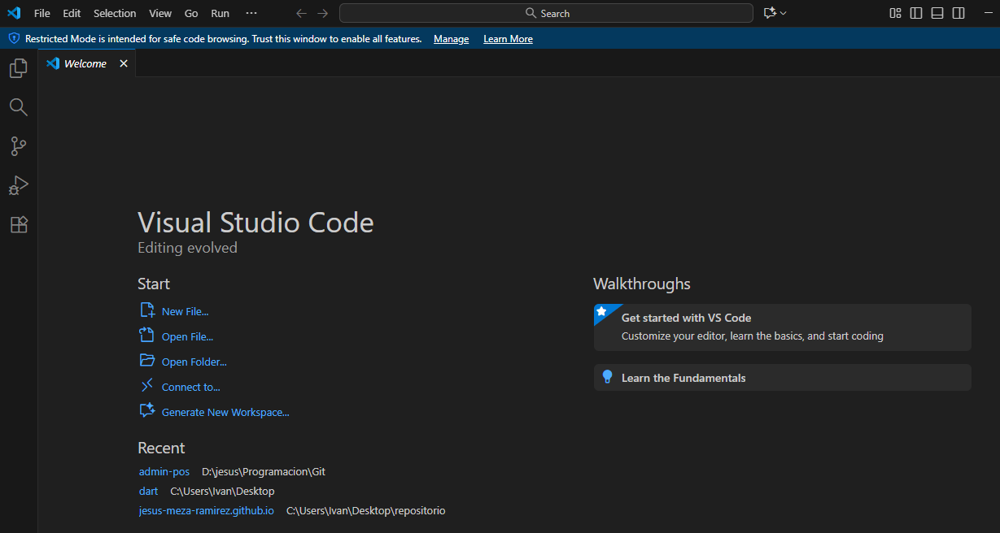 File Edit Selection View Go Run ··· Search
Restricted Mode is intended for safe code browsing. Trust this window to enable all features. Manage Learn More
Welcome
Visual Studio Code
Editing evolved
Start
New File...
Open File...
Open Folder...
Connect to...
Generate New Workspace...
Recent
admin-pos D:\jesus\Programacion\Git
dart C:\Users\Ivan\Desktop
jesus-meza-ramirez.github.io C:\Users\Ivan\Desktop\repositorio
Walkthroughs
Get started with VS Code
Customize your editor, learn the basics, and start coding
Learn the Fundamentals